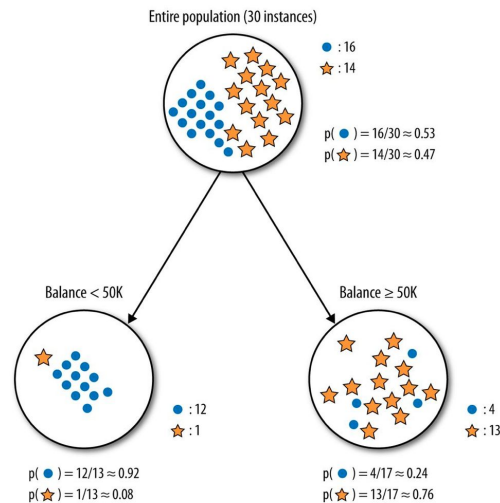 Entire population (30 instances)
: 16
: 14
p( ) = 16/30 ≈ 0.53
p( ) = 14/30 ≈ 0.47
Balance < 50K
Balance ≥ 50K
: 12
: 1
: 4
: 13
p( ) = 12/13 ≈ 0.92
p( ) = 1/13 ≈ 0.08
p( ) = 4/17 ≈ 0.24
p( ) = 13/17 ≈ 0.76